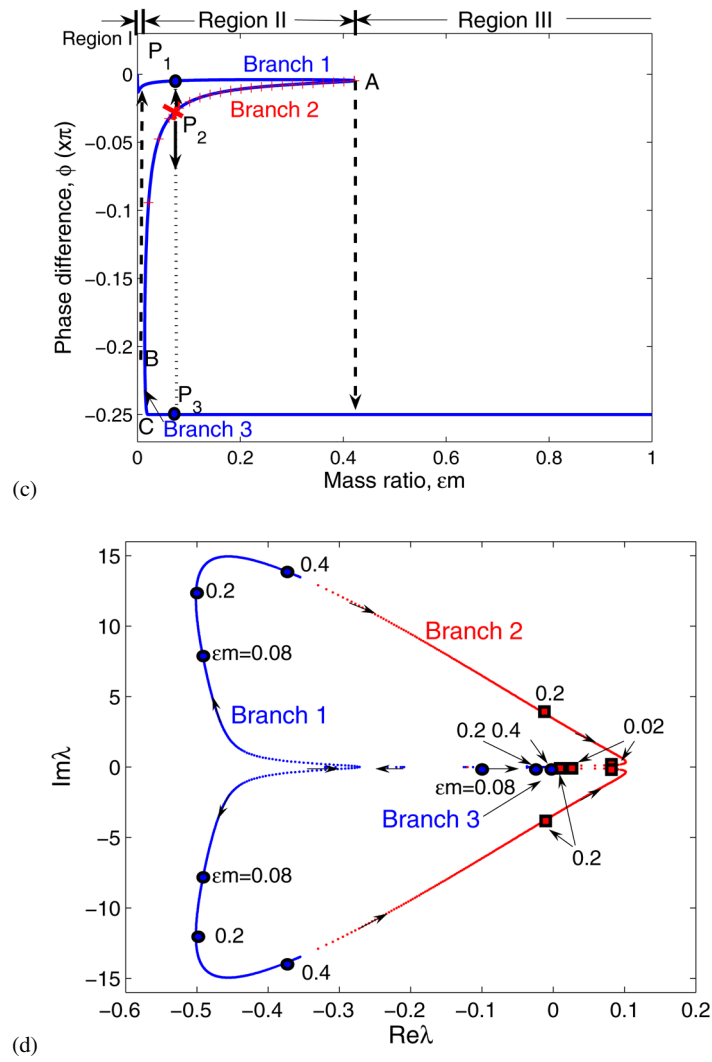 Region II
Region III
Region I
P1
Branch 1
A
Branch 2
P2
B
P3
C
Branch 3
0
−0.05
−0.1
−0.15
−0.2
−0.25
Phase difference, ϕ (xπ)
0
0.2
0.4
0.6
0.8
1
Mass ratio, εm
(c)
15
10
5
0
−5
−10
−15
Imλ
0.4
0.2
εm=0.08
Branch 1
Branch 2
0.2
0.2 0.4
0.02
εm=0.08
Branch 3
0.2
εm=0.08
0.2
0.4
−0.6
−0.5
−0.4
−0.3
−0.2
−0.1
0
0.1
0.2
Reλ
(d)